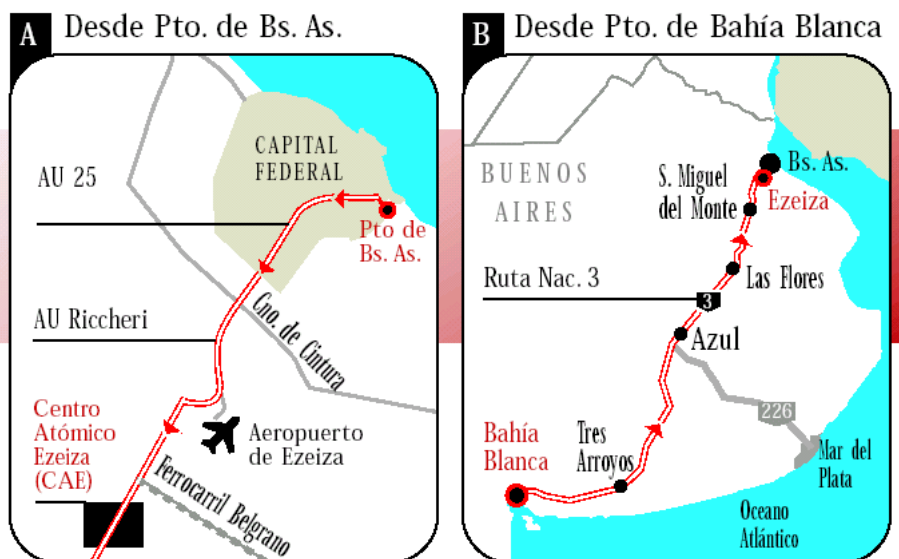 A Desde Pto. de Bs. As.
CAPITAL
FEDERAL
AU 25
Pto de
Bs. As.
AU Riccheri
Cno. de Cintura
Centro
Atómico
Ezeiza
(CAE)
Aeropuerto
de Ezeiza
Ferrocarril Belgrano
B Desde Pto. de Bahía Blanca
Bs. As.
BUENOS
AIRES
S. Miguel
del Monte
Ezeiza
Ruta Nac. 3
Las Flores
3
Azul
226
Bahía
Blanca
Tres
Arroyos
Mar del
Plata
Oceano
Atlántico